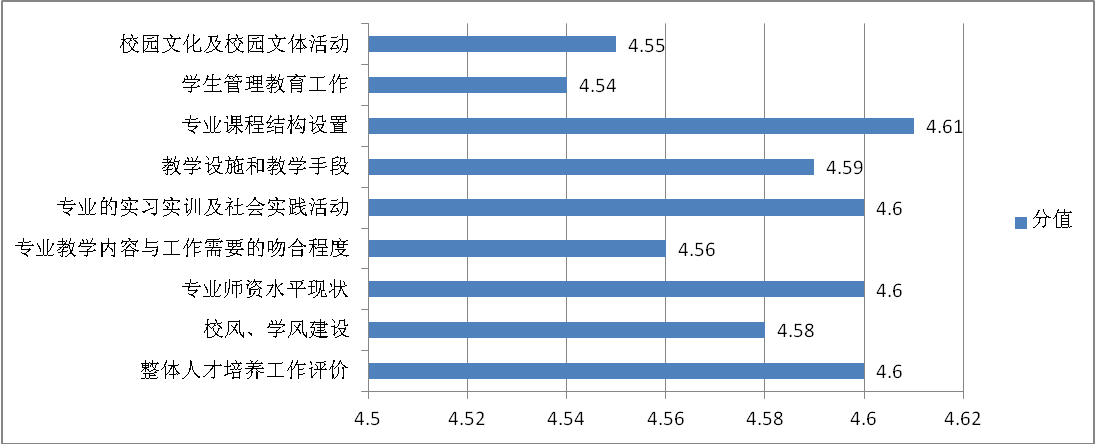 校园文化及校园文体活动 4.55
学生管理教育工作 4.54
专业课程结构设置 4.61
教学设施和教学手段 4.59
专业的实习实训及社会实践活动 4.6
专业教学内容与工作需要的吻合程度 4.56
专业师资水平现状 4.6
校风、学风建设 4.58
整体人才培养工作评价 4.6
4.5 4.52 4.54 4.56 4.58 4.6 4.62
分值